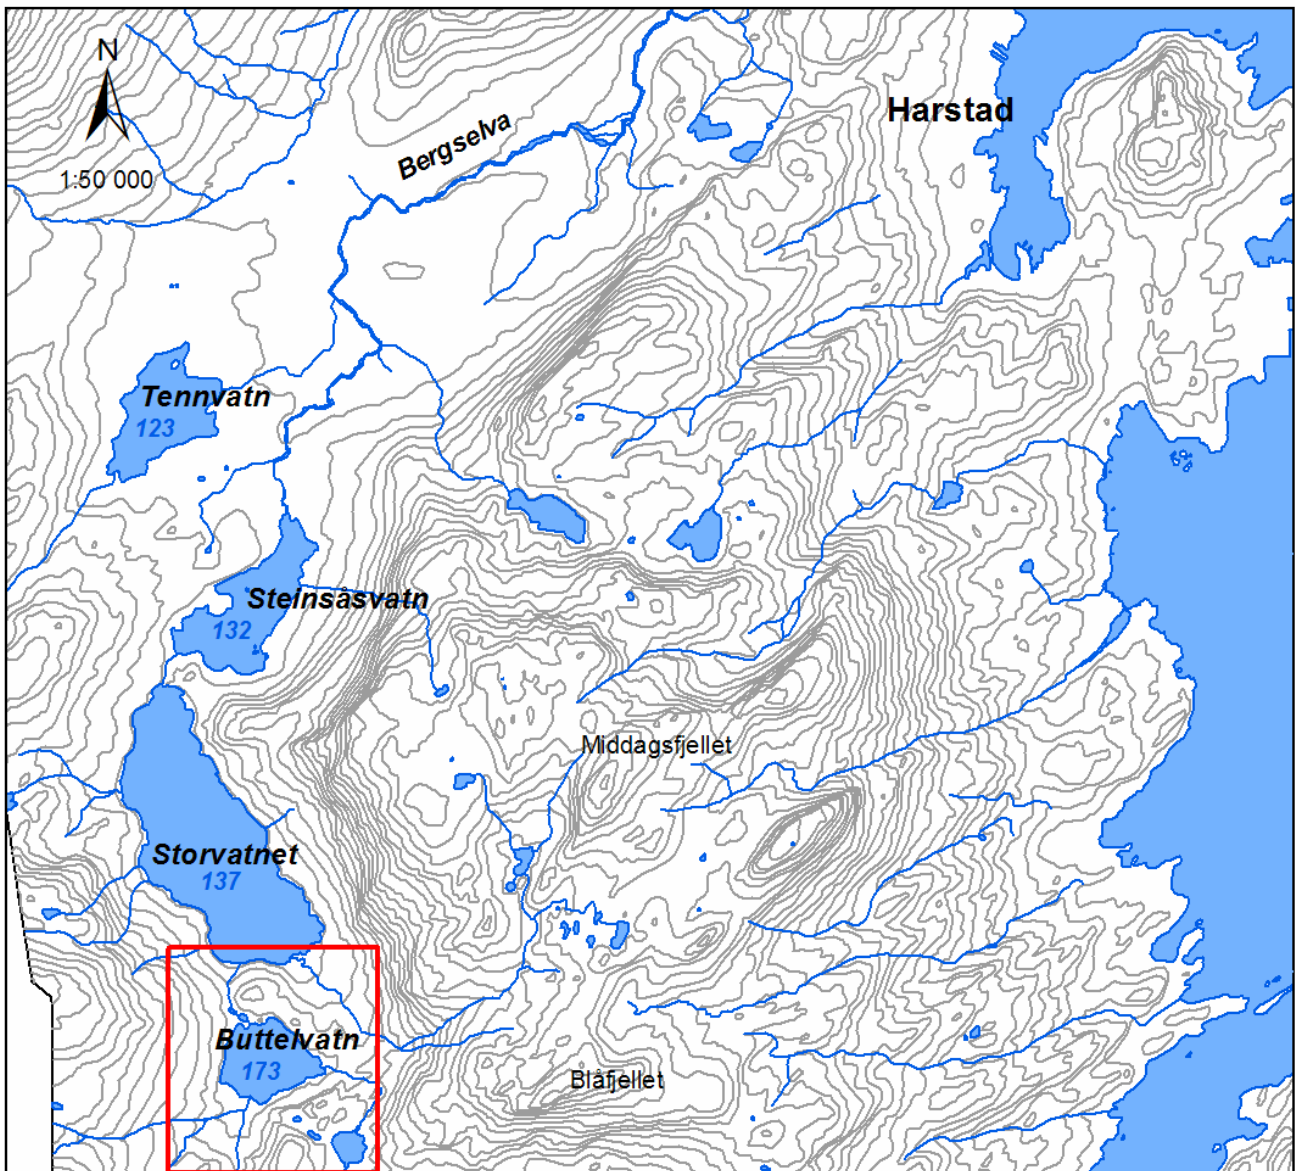 N
1:50 000
Bergselva
Harstad
Tennvatn
123
Steinsåsvatn
132
Middagsfjellet
Storvatnet
137
Buttelvatn
173
Blåfjellet